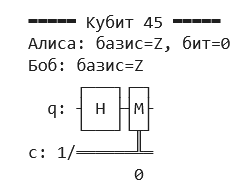 ━━━━━ Кубит 45 ━━━━━
Алиса: базис=Z, бит=0
Боб: базис=Z
q: H M
c: 1/
0